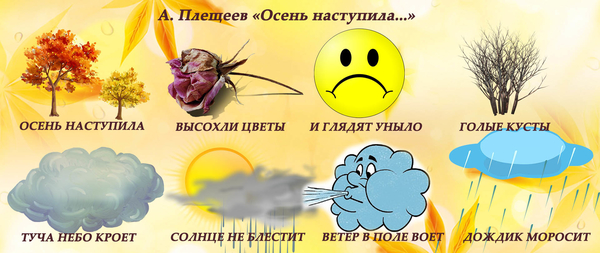 А. Плещеев «Осень наступила...»
ОСЕНЬ НАСТУПИЛА
ВЫСОХЛИ ЦВЕТЫ
И ГЛЯДЯТ УНЫЛО
ГОЛЫЕ КУСТЫ
ТУЧА НЕБО КРОЕТ
СОЛНЦЕ НЕ БЛЕСТИТ
ВЕТЕР В ПОЛЕ ВОЕТ
ДОЖДИК МОРОСИТ